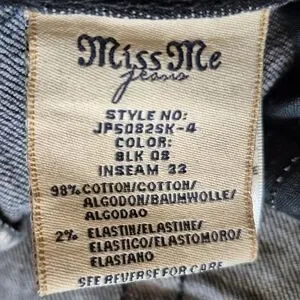 Miss Me
jeans
STYLE NO:
JP5082SK-4
COLOR:
BLK 08
INSEAM 33
98% COTTON/COTTON/
ALGODON/BAUMWOLLE/
ALGODAO
2% ELASTIN/ELASTINE/
ELASTICO/ELASTOMORO/
ELASTANO
SEE REVERSE FOR CARE